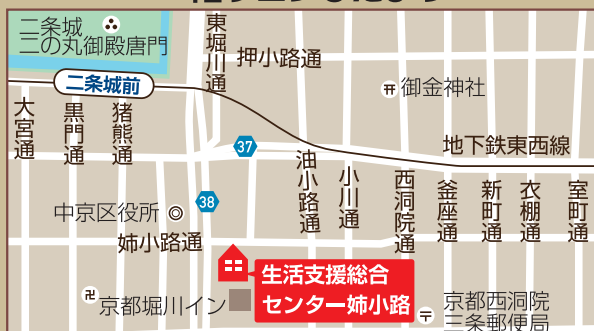 二条城
二の丸御殿唐門
東堀川通
押小路通
二条城前
御金神社
大宮通
黒門通
猪熊通
地下鉄東西線
37
油小路通
小川通
西洞院通
釜座通
新町通
衣棚通
室町通
38
中京区役所
姉小路通
生活支援総合
センター姉小路
京都堀川イン
京都西洞院
三条郵便局